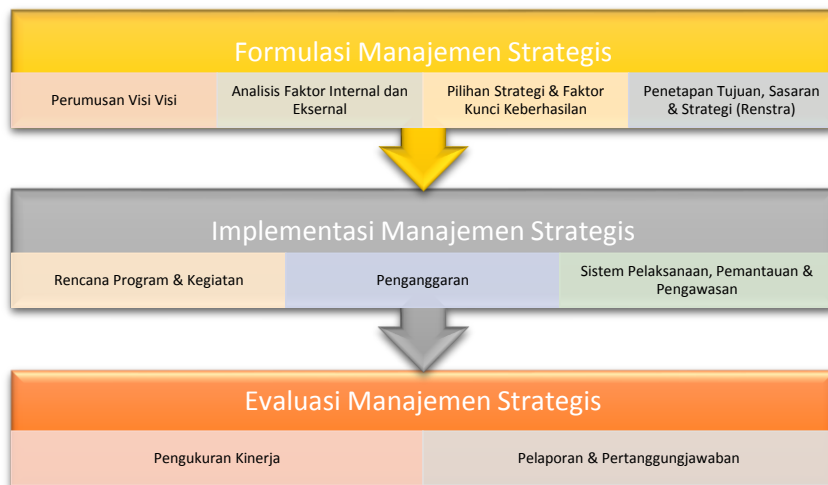 Formulasi Manajemen Strategis
Perumusan Visi Visi
Analisis Faktor Internal dan
Eksernal
Pilihan Strategi & Faktor
Kunci Keberhasilan
Penetapan Tujuan, Sasaran
& Strategi (Renstra)
Implementasi Manajemen Strategis
Rencana Program & Kegiatan
Penganggaran
Sistem Pelaksanaan, Pemantauan &
Pengawasan
Evaluasi Manajemen Strategis
Pengukuran Kinerja
Pelaporan & Pertanggungjawaban